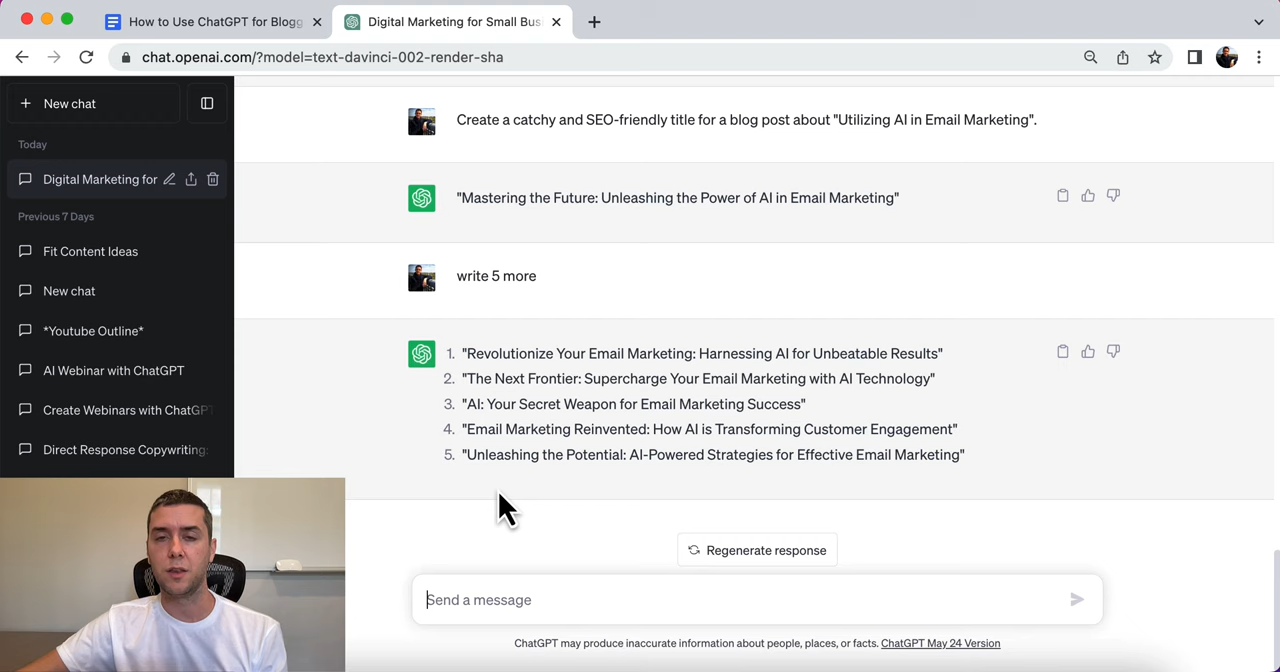 How to Use ChatGPT for Blogg
Digital Marketing for Small Bus
chat.openai.com/?model=text-davinci-002-render-sha
New chat
Today
Digital Marketing for
Previous 7 Days
Fit Content Ideas
New chat
*Youtube Outline*
AI Webinar with ChatGPT
Create Webinars with ChatGPT
Direct Response Copywriting:
Create a catchy and SEO-friendly title for a blog post about "Utilizing AI in Email Marketing".
"Mastering the Future: Unleashing the Power of AI in Email Marketing"
write 5 more
1. "Revolutionize Your Email Marketing: Harnessing AI for Unbeatable Results"
2. "The Next Frontier: Supercharge Your Email Marketing with AI Technology"
3. "AI: Your Secret Weapon for Email Marketing Success"
4. "Email Marketing Reinvented: How AI is Transforming Customer Engagement"
5. "Unleashing the Potential: AI-Powered Strategies for Effective Email Marketing"
Regenerate response
Send a message
ChatGPT may produce inaccurate information about people, places, or facts. ChatGPT May 24 Version